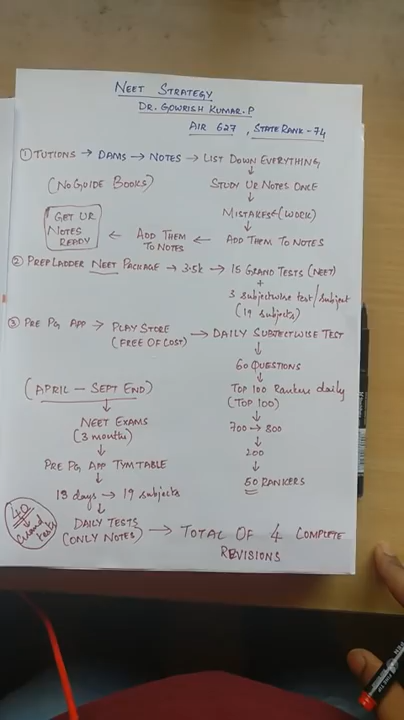 NEET STRATEGY
DR. GOWRISH KUMAR.P
AIR 627, STATE RANK - 74
① TUTIONS → DAMS → NOTES → LIST DOWN EVERYTHING
↓
(NO GUIDE BOOKS) STUDY UR NOTES ONCE
↓
MISTAKES ← (WORK)
↓
GET UR NOTES READY ← ADD THEM TO NOTES ← ADD THEM TO NOTES
② PREPLADDER NEET PACKAGE → 3.5k → 15 GRAND TESTS (NEET)
+
3 subjectwise test/subject
(19 subjects)
③ PRE PG APP → PLAY STORE → DAILY SUBJECTWISE TEST
(FREE OF COST)
↓
60 QUESTIONS
↓
TOP 100 Rankers daily
(TOP 100)
↓
700 → 800
↓
200
↓
50 RANKERS
(APRIL - SEPT END)
↓
NEET EXAMS
(3 months)
↓
PRE PG APP TYM TABLE
↓
19 days → 19 subjects
↓
DAILY TESTS → TOTAL OF 4 COMPLETE
(ONLY NOTES) REVISIONS
40
↓
Grand tests